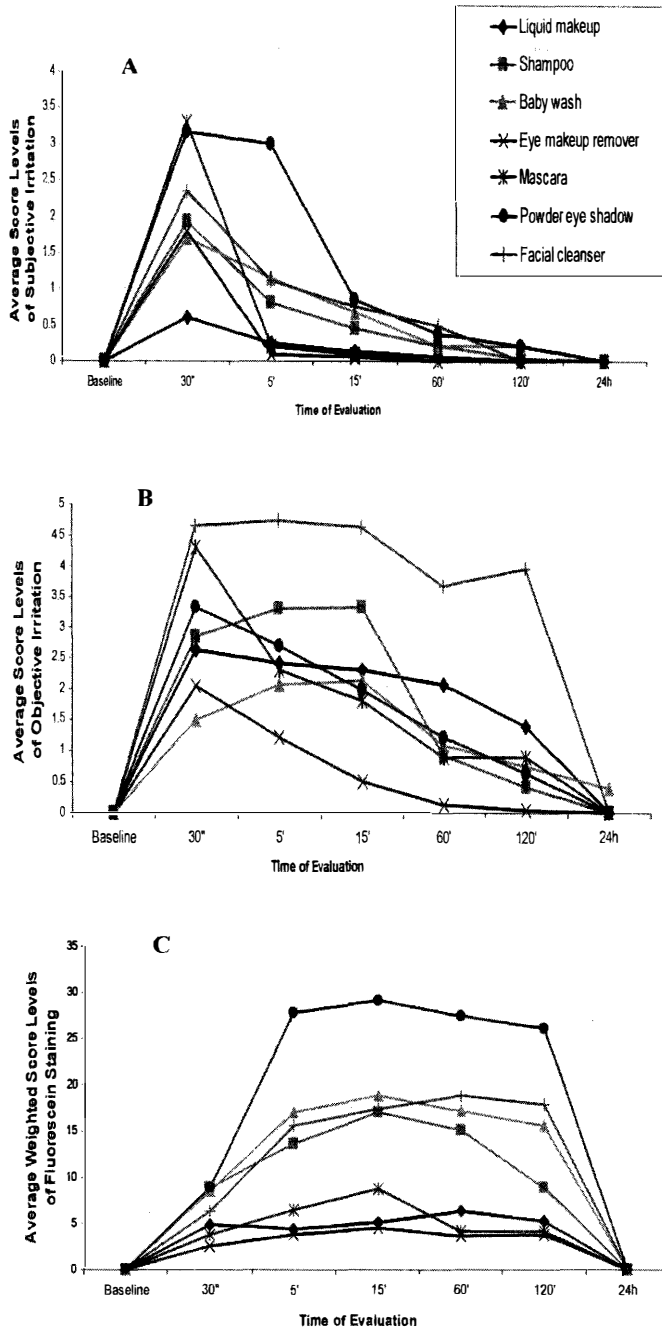 Liquid makeup
Shampoo
Baby wash
Eye makeup remover
Mascara
Powder eye shadow
Facial cleanser
A
Average Score Levels
of Subjective Irritation
4
3.5
3
2.5
2
1.5
1
0.5
0
Baseline 30" 5' 15' 60' 120' 24h
Time of Evaluation
B
Average Score Levels
of Objective Irritation
5
45
4
3.5
3
2.5
2
1.5
1
0.5
0
Baseline 30" 5' 15' 60' 120' 24h
Time of Evaluation
C
Average Weighted Score Levels
of Fluorescein Staining
35
30
25
20
15
10
5
0
Baseline 30" 5' 15' 60' 120' 24h
Time of Evaluation